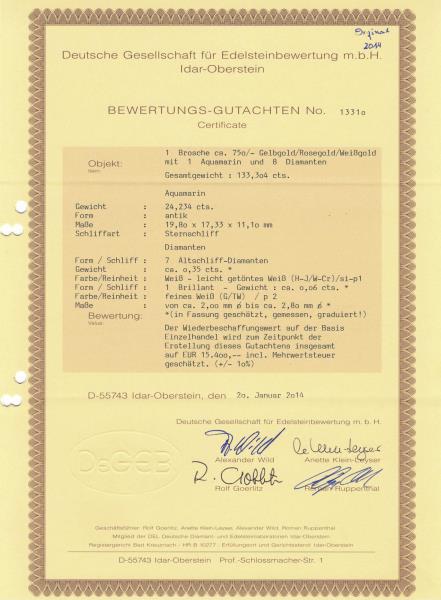 Original
2014
Deutsche Gesellschaft für Edelsteinbewertung m.b.H.
Idar-Oberstein
BEWERTUNGS-GUTACHTEN No. 1331o
Certificate
Objekt:
Item:
1 Brosche ca. 75o/- Gelbgold/Rosegold/Weißgold
mit 1 Aquamarin und 8 Diamanten
Gesamtgewicht : 133,3o4 cts.
Aquamarin
Gewicht : 24,234 cts.
Form : antik
Maße : 19,8o x 17,33 x 11,1o mm
Schliffart : Sternschliff
Diamanten
Form / Schliff : 7 Altschliff-Diamanten
Gewicht : ca. o,35 cts. *
Farbe/Reinheit : Weiß - leicht getöntes Weiß (H-J/W-Cr)/si-p1
Form / Schliff : 1 Brillant - Gewicht : ca. o,o6 cts. *
Farbe/Reinheit : feines Weiß (G/TW) / p 2
Maße : von ca. 2,oo mm ø bis ca. 2,8o mm ø *
Bewertung: *(in Fassung geschätzt, gemessen, graduiert!)
Value:
Der Wiederbeschaffungswert auf der Basis
Einzelhandel wird zum Zeitpunkt der
Erstellung dieses Gutachtens insgesamt
auf EUR 15.4oo,-- incl. Mehrwertsteuer
geschätzt. (+/- 1o%)
D-55743 Idar-Oberstein, den 2o. Januar 2o14
Deutsche Gesellschaft für Edelsteinbewertung m. b. H.
DeGEB
Alexander Wild Anette Klein-Leyser
Rolf Goerlitz Roman Ruppenthal
Geschäftsführer: Rolf Goerlitz, Anette Klein-Leyser, Alexander Wild, Roman Ruppenthal
Mitglied der DEL Deutsche Diamant- und Edelsteinlaboratorien Idar-Oberstein
Registergericht Bad Kreuznach - HR B 10277 - Erfüllungsort und Gerichtsstand Idar-Oberstein
D-55743 Idar-Oberstein Prof.-Schlossmacher-Str. 1